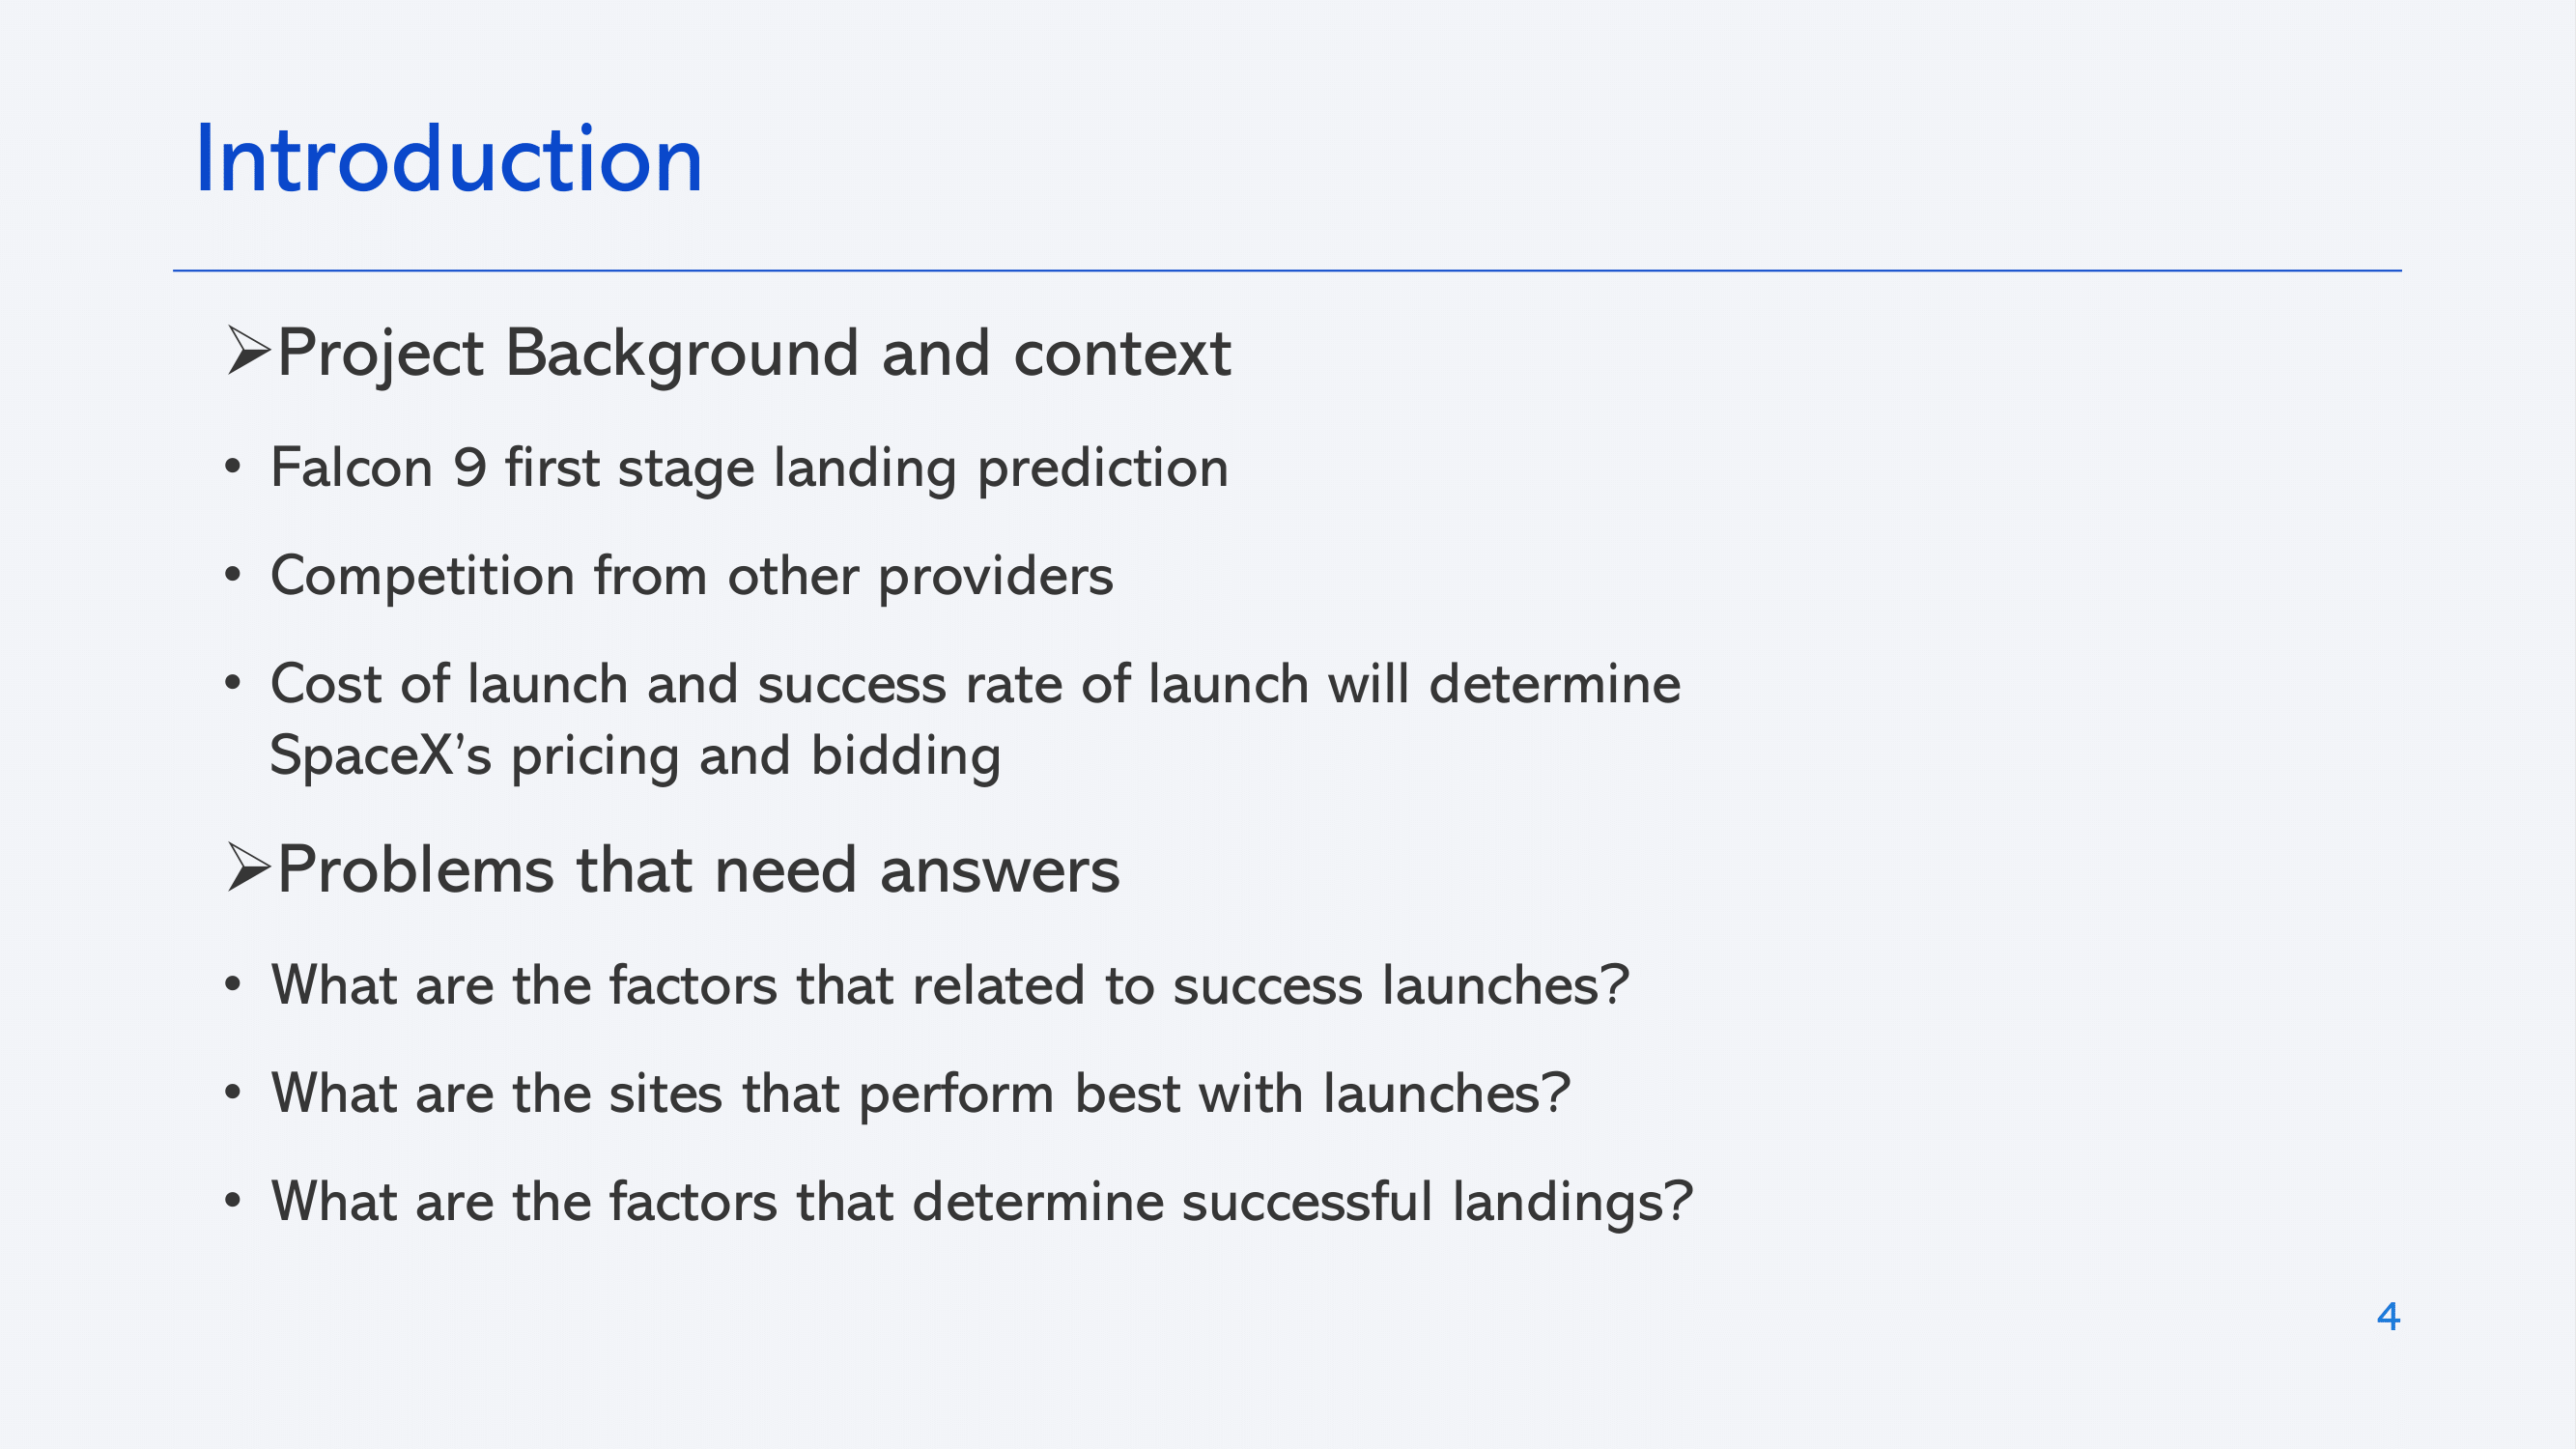 Introduction
➢Project Background and context
• Falcon 9 first stage landing prediction
• Competition from other providers
• Cost of launch and success rate of launch will determine
SpaceX’s pricing and bidding
➢Problems that need answers
• What are the factors that related to success launches?
• What are the sites that perform best with launches?
• What are the factors that determine successful landings?
4